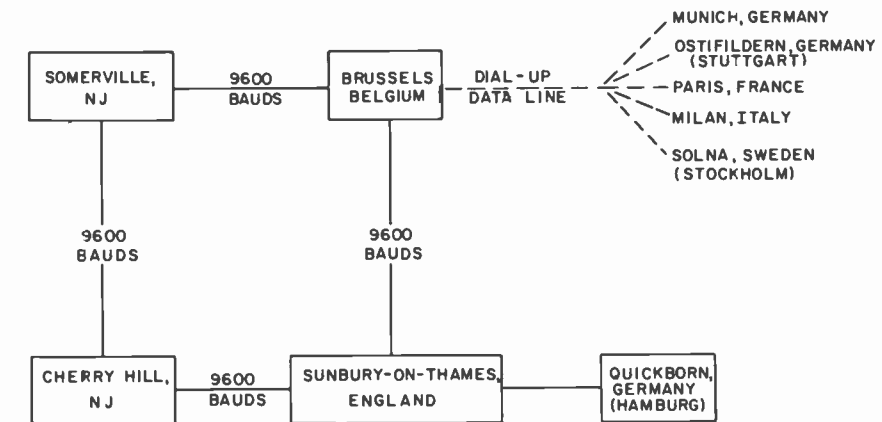 SOMERVILLE,
NJ
9600
BAUDS
BRUSSELS
BELGIUM
DIAL-UP
DATA LINE
MUNICH, GERMANY
OSTIFILDERN, GERMANY
(STUTTGART)
PARIS, FRANCE
MILAN, ITALY
SOLNA, SWEDEN
(STOCKHOLM)
9600
BAUDS
9600
BAUDS
CHERRY HILL,
NJ
9600
BAUDS
SUNBURY-ON-THAMES,
ENGLAND
QUICKBORN,
GERMANY
(HAMBURG)